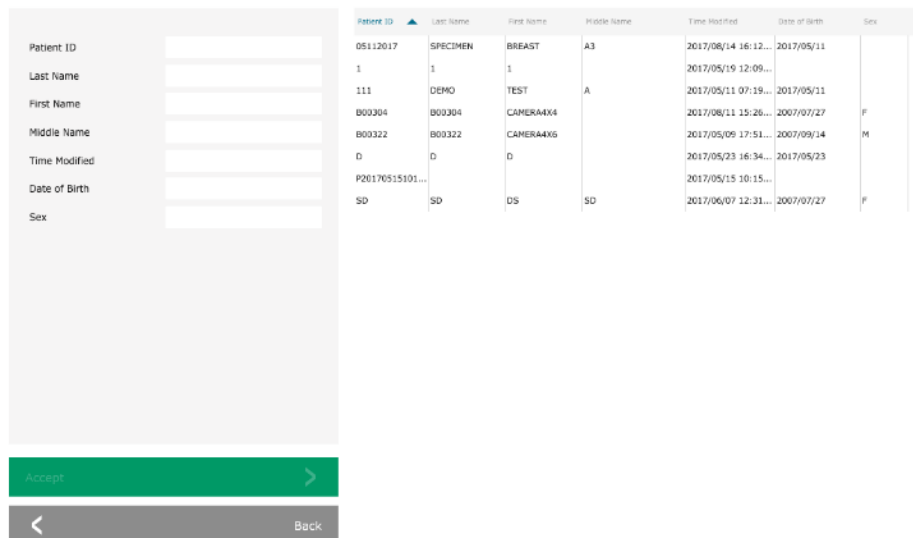 Patient ID
Last Name
First Name
Middle Name
Time Modified
Date of Birth
Sex
Accept
Back
Patient ID Last Name First Name Middle Name Time Modified Date of Birth Sex
05112017 SPECIMEN BREAST A3 2017/08/14 16:12... 2017/05/11
1 1 1 2017/05/19 12:09...
111 DEMO TEST A 2017/05/11 07:19... 2017/05/11
B00304 B00304 CAMERA4X4 2017/08/11 15:26... 2007/07/27 F
B00322 B00322 CAMERA4X6 2017/05/09 17:51... 2007/09/14 M
D D D 2017/05/23 16:34... 2017/05/23
P20170515101... 2017/05/15 10:15...
SD SD DS SD 2017/06/07 12:31... 2007/07/27 F